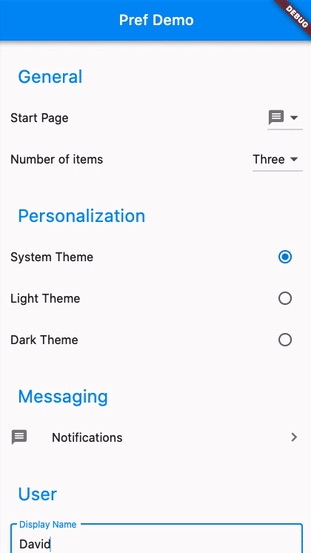 Pref Demo
DEBUG
General
Start Page
Number of items Three
Personalization
System Theme
Light Theme
Dark Theme
Messaging
Notifications
User
Display Name
David